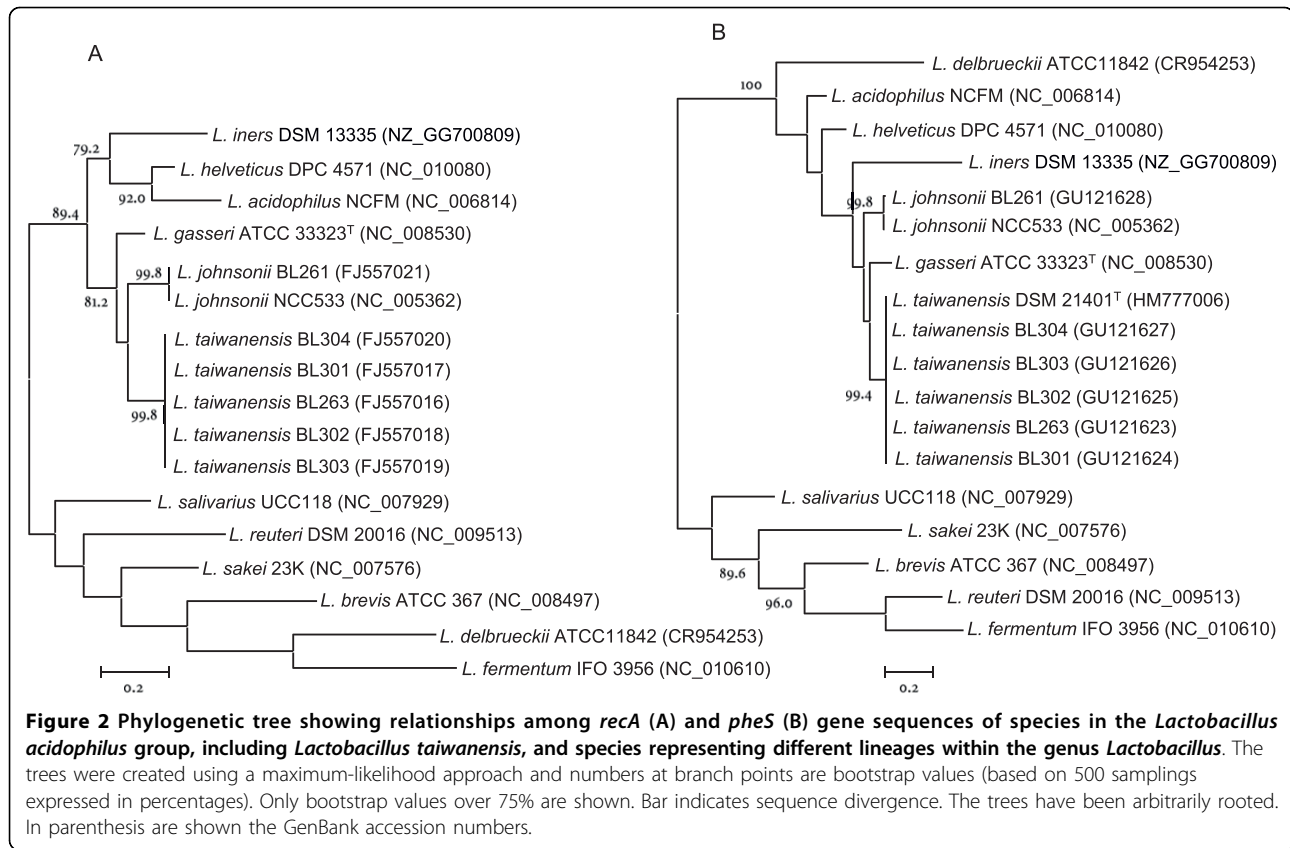 A
L. iners DSM 13335 (NZ_GG700809)
79.2
L. helveticus DPC 4571 (NC_010080)
92.0
L. acidophilus NCFM (NC_006814)
89.4
L. gasseri ATCC 33323T (NC_008530)
99.8
L. johnsonii BL261 (FJ557021)
L. johnsonii NCC533 (NC_005362)
81.2
L. taiwanensis BL304 (FJ557020)
L. taiwanensis BL301 (FJ557017)
L. taiwanensis BL263 (FJ557016)
99.8
L. taiwanensis BL302 (FJ557018)
L. taiwanensis BL303 (FJ557019)
L. salivarius UCC118 (NC_007929)
L. reuteri DSM 20016 (NC_009513)
L. sakei 23K (NC_007576)
L. brevis ATCC 367 (NC_008497)
L. delbrueckii ATCC11842 (CR954253)
L. fermentum IFO 3956 (NC_010610)
0.2
B
L. delbrueckii ATCC11842 (CR954253)
100
L. acidophilus NCFM (NC_006814)
L. helveticus DPC 4571 (NC_010080)
L. iners DSM 13335 (NZ_GG700809)
99.8
L. johnsonii BL261 (GU121628)
L. johnsonii NCC533 (NC_005362)
L. gasseri ATCC 33323T (NC_008530)
L. taiwanensis DSM 21401T (HM777006)
L. taiwanensis BL304 (GU121627)
L. taiwanensis BL303 (GU121626)
99.4
L. taiwanensis BL302 (GU121625)
L. taiwanensis BL263 (GU121623)
L. taiwanensis BL301 (GU121624)
L. salivarius UCC118 (NC_007929)
L. sakei 23K (NC_007576)
89.6
L. brevis ATCC 367 (NC_008497)
96.0
L. reuteri DSM 20016 (NC_009513)
L. fermentum IFO 3956 (NC_010610)
0.2
Figure 2 Phylogenetic tree showing relationships among recA (A) and pheS (B) gene sequences of species in the Lactobacillus
acidophilus group, including Lactobacillus taiwanensis, and species representing different lineages within the genus Lactobacillus. The
trees were created using a maximum-likelihood approach and numbers at branch points are bootstrap values (based on 500 samplings
expressed in percentages). Only bootstrap values over 75% are shown. Bar indicates sequence divergence. The trees have been arbitrarily rooted.
In parenthesis are shown the GenBank accession numbers.